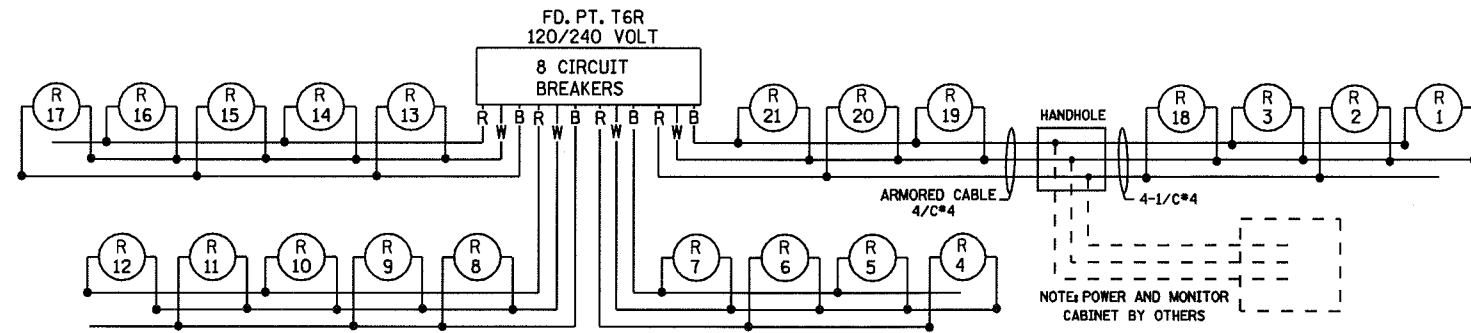 FD. PT. T6R
120/240 VOLT
8 CIRCUIT
BREAKERS
R W B R W B R W B R W B
R 17
R 16
R 15
R 14
R 13
R 21
R 20
R 19
HANDHOLE
R 18
R 3
R 2
R 1
ARMORED CABLE
4/C#4
4-1/C#4
R 12
R 11
R 10
R 9
R 8
R 7
R 6
R 5
R 4
NOTE: POWER AND MONITOR
CABINET BY OTHERS